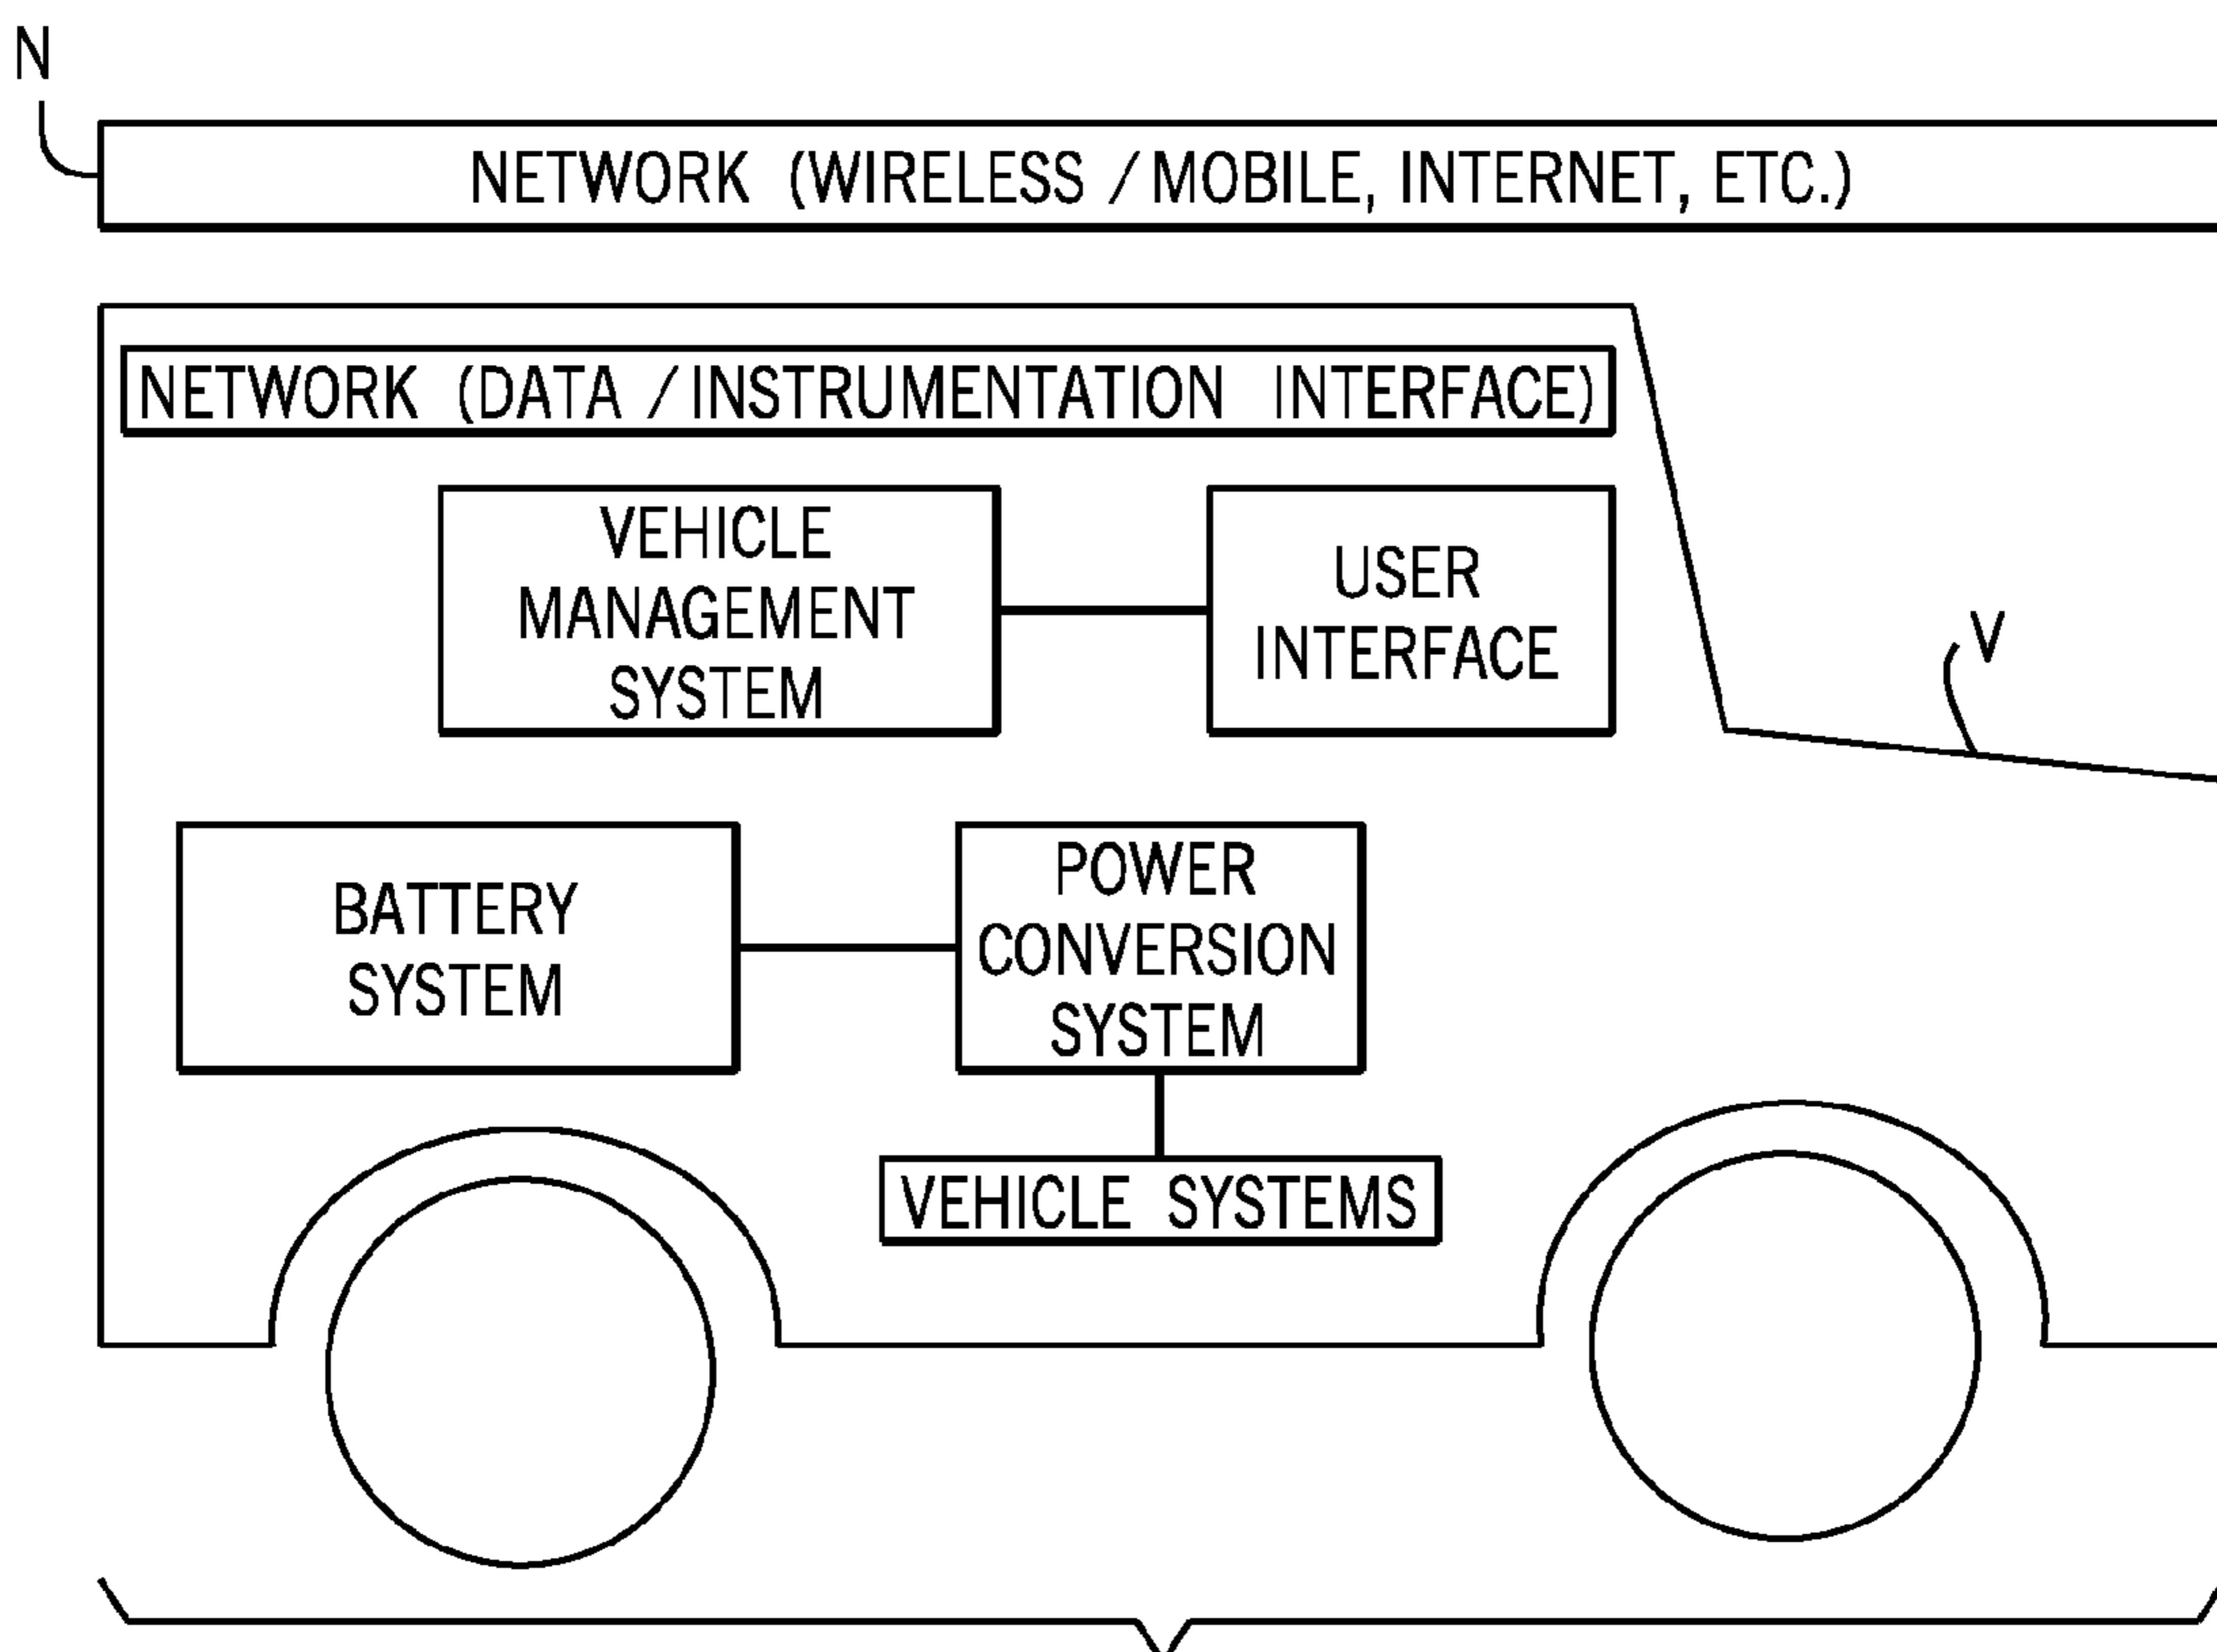 N
NETWORK (WIRELESS / MOBILE, INTERNET, ETC.)
NETWORK (DATA / INSTRUMENTATION INTERFACE)
VEHICLE
MANAGEMENT
SYSTEM
USER
INTERFACE
V
BATTERY
SYSTEM
POWER
CONVERSION
SYSTEM
VEHICLE SYSTEMS